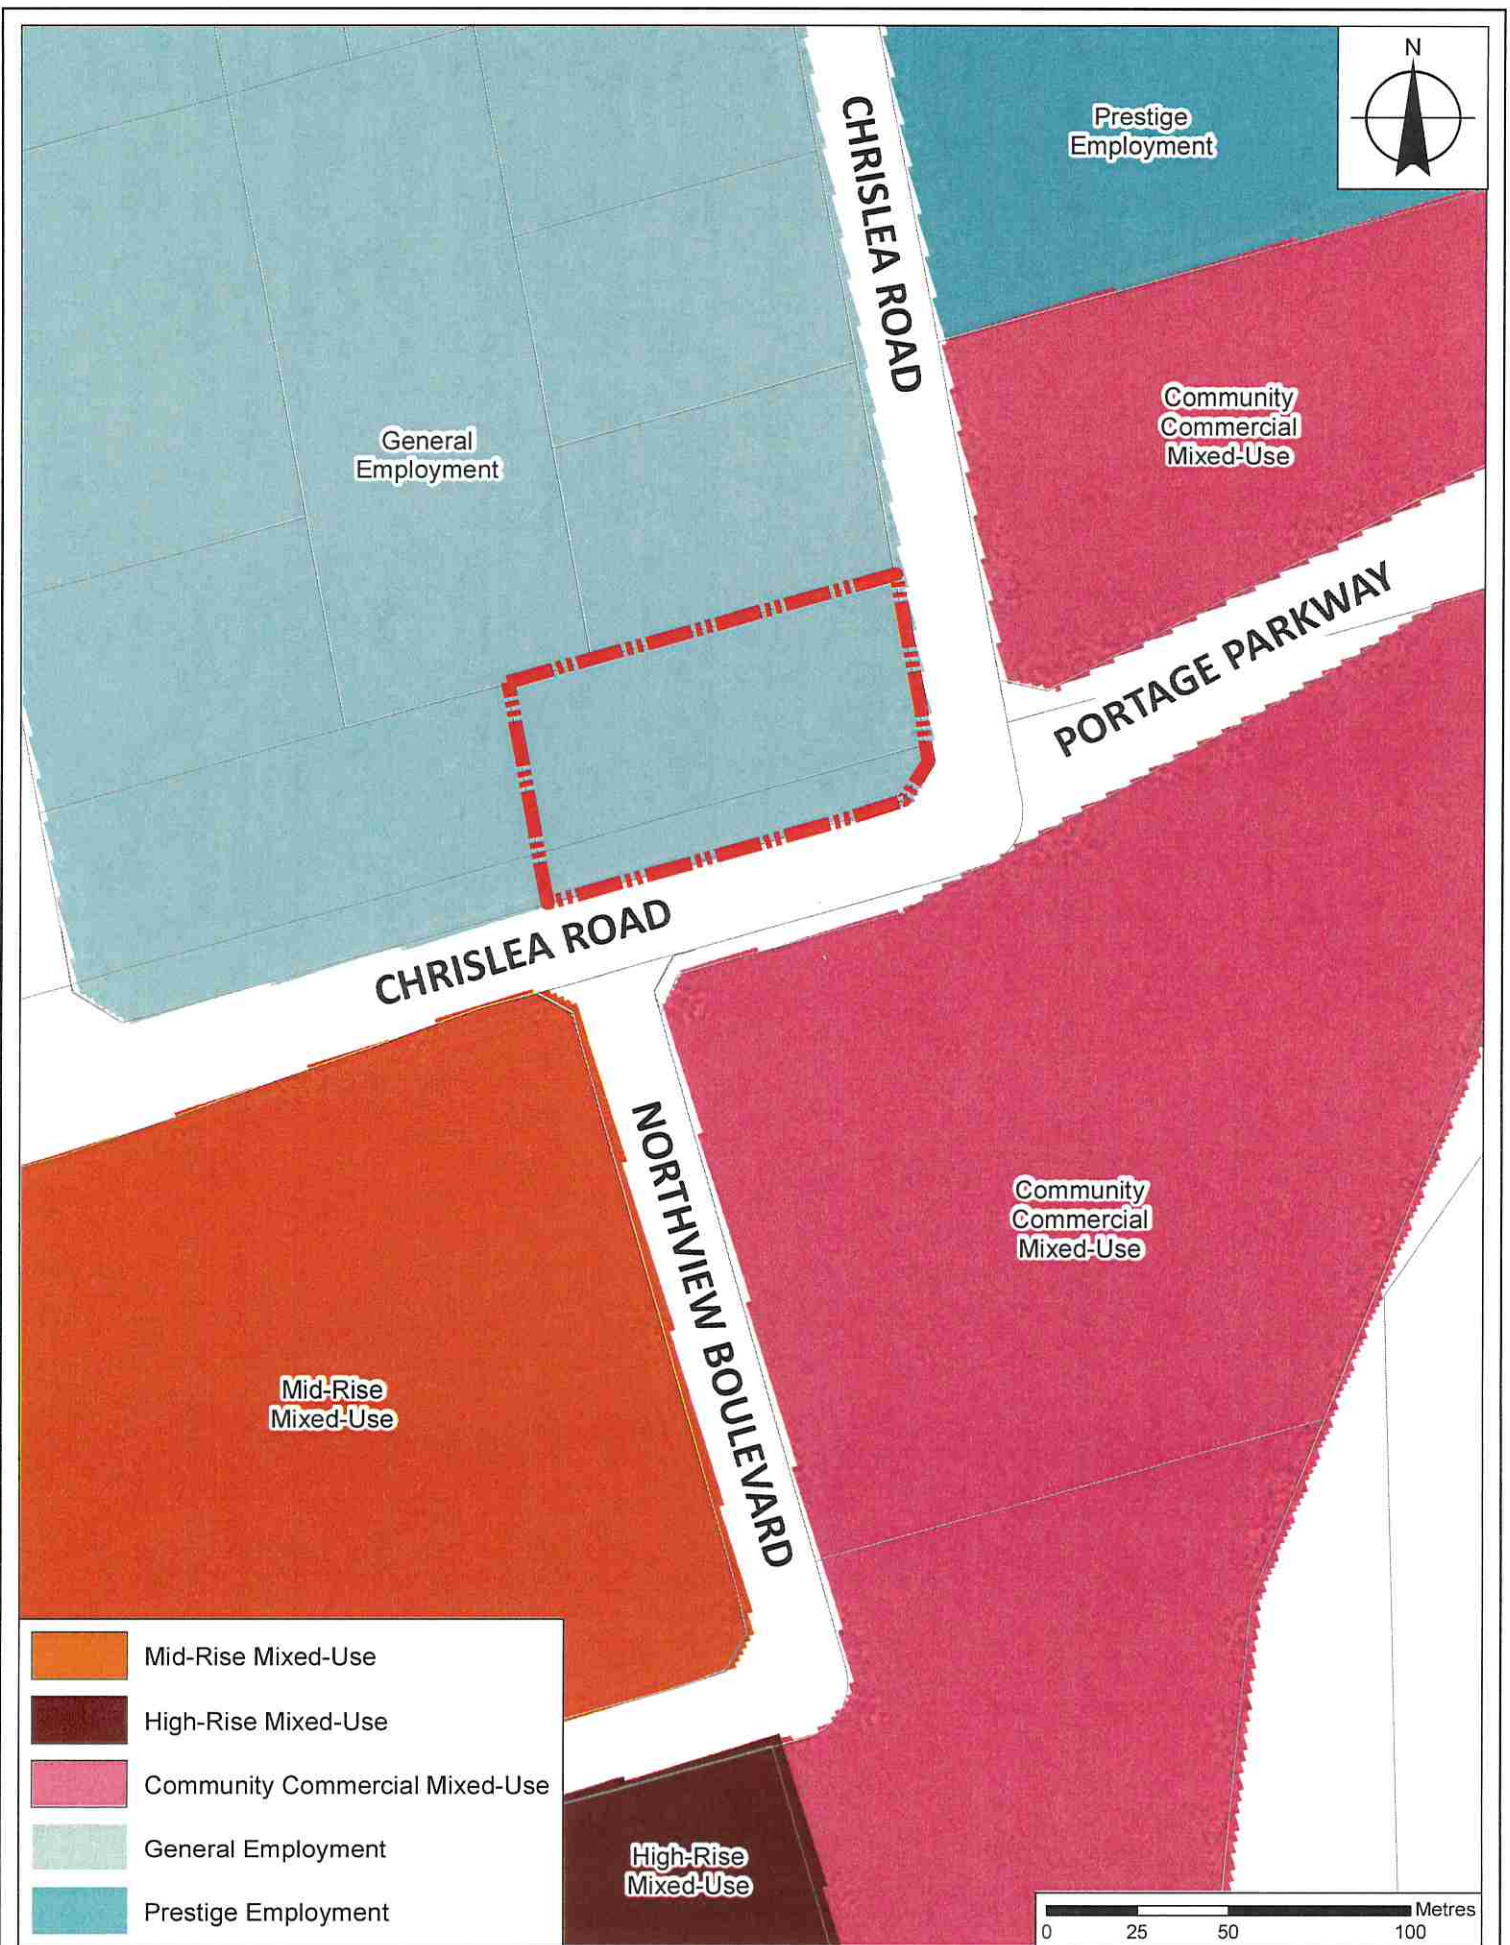 N
CHRISLEA ROAD
Prestige
Employment
Community
Commercial
Mixed-Use
General
Employment
PORTAGE PARKWAY
CHRISLEA ROAD
NORTHVIEW BOULEVARD
Community
Commercial
Mixed-Use
Mid-Rise
Mixed-Use
High-Rise
Mixed-Use
Mid-Rise Mixed-Use
High-Rise Mixed-Use
Community Commercial Mixed-Use
General Employment
Prestige Employment
Metres
0 25 50 100